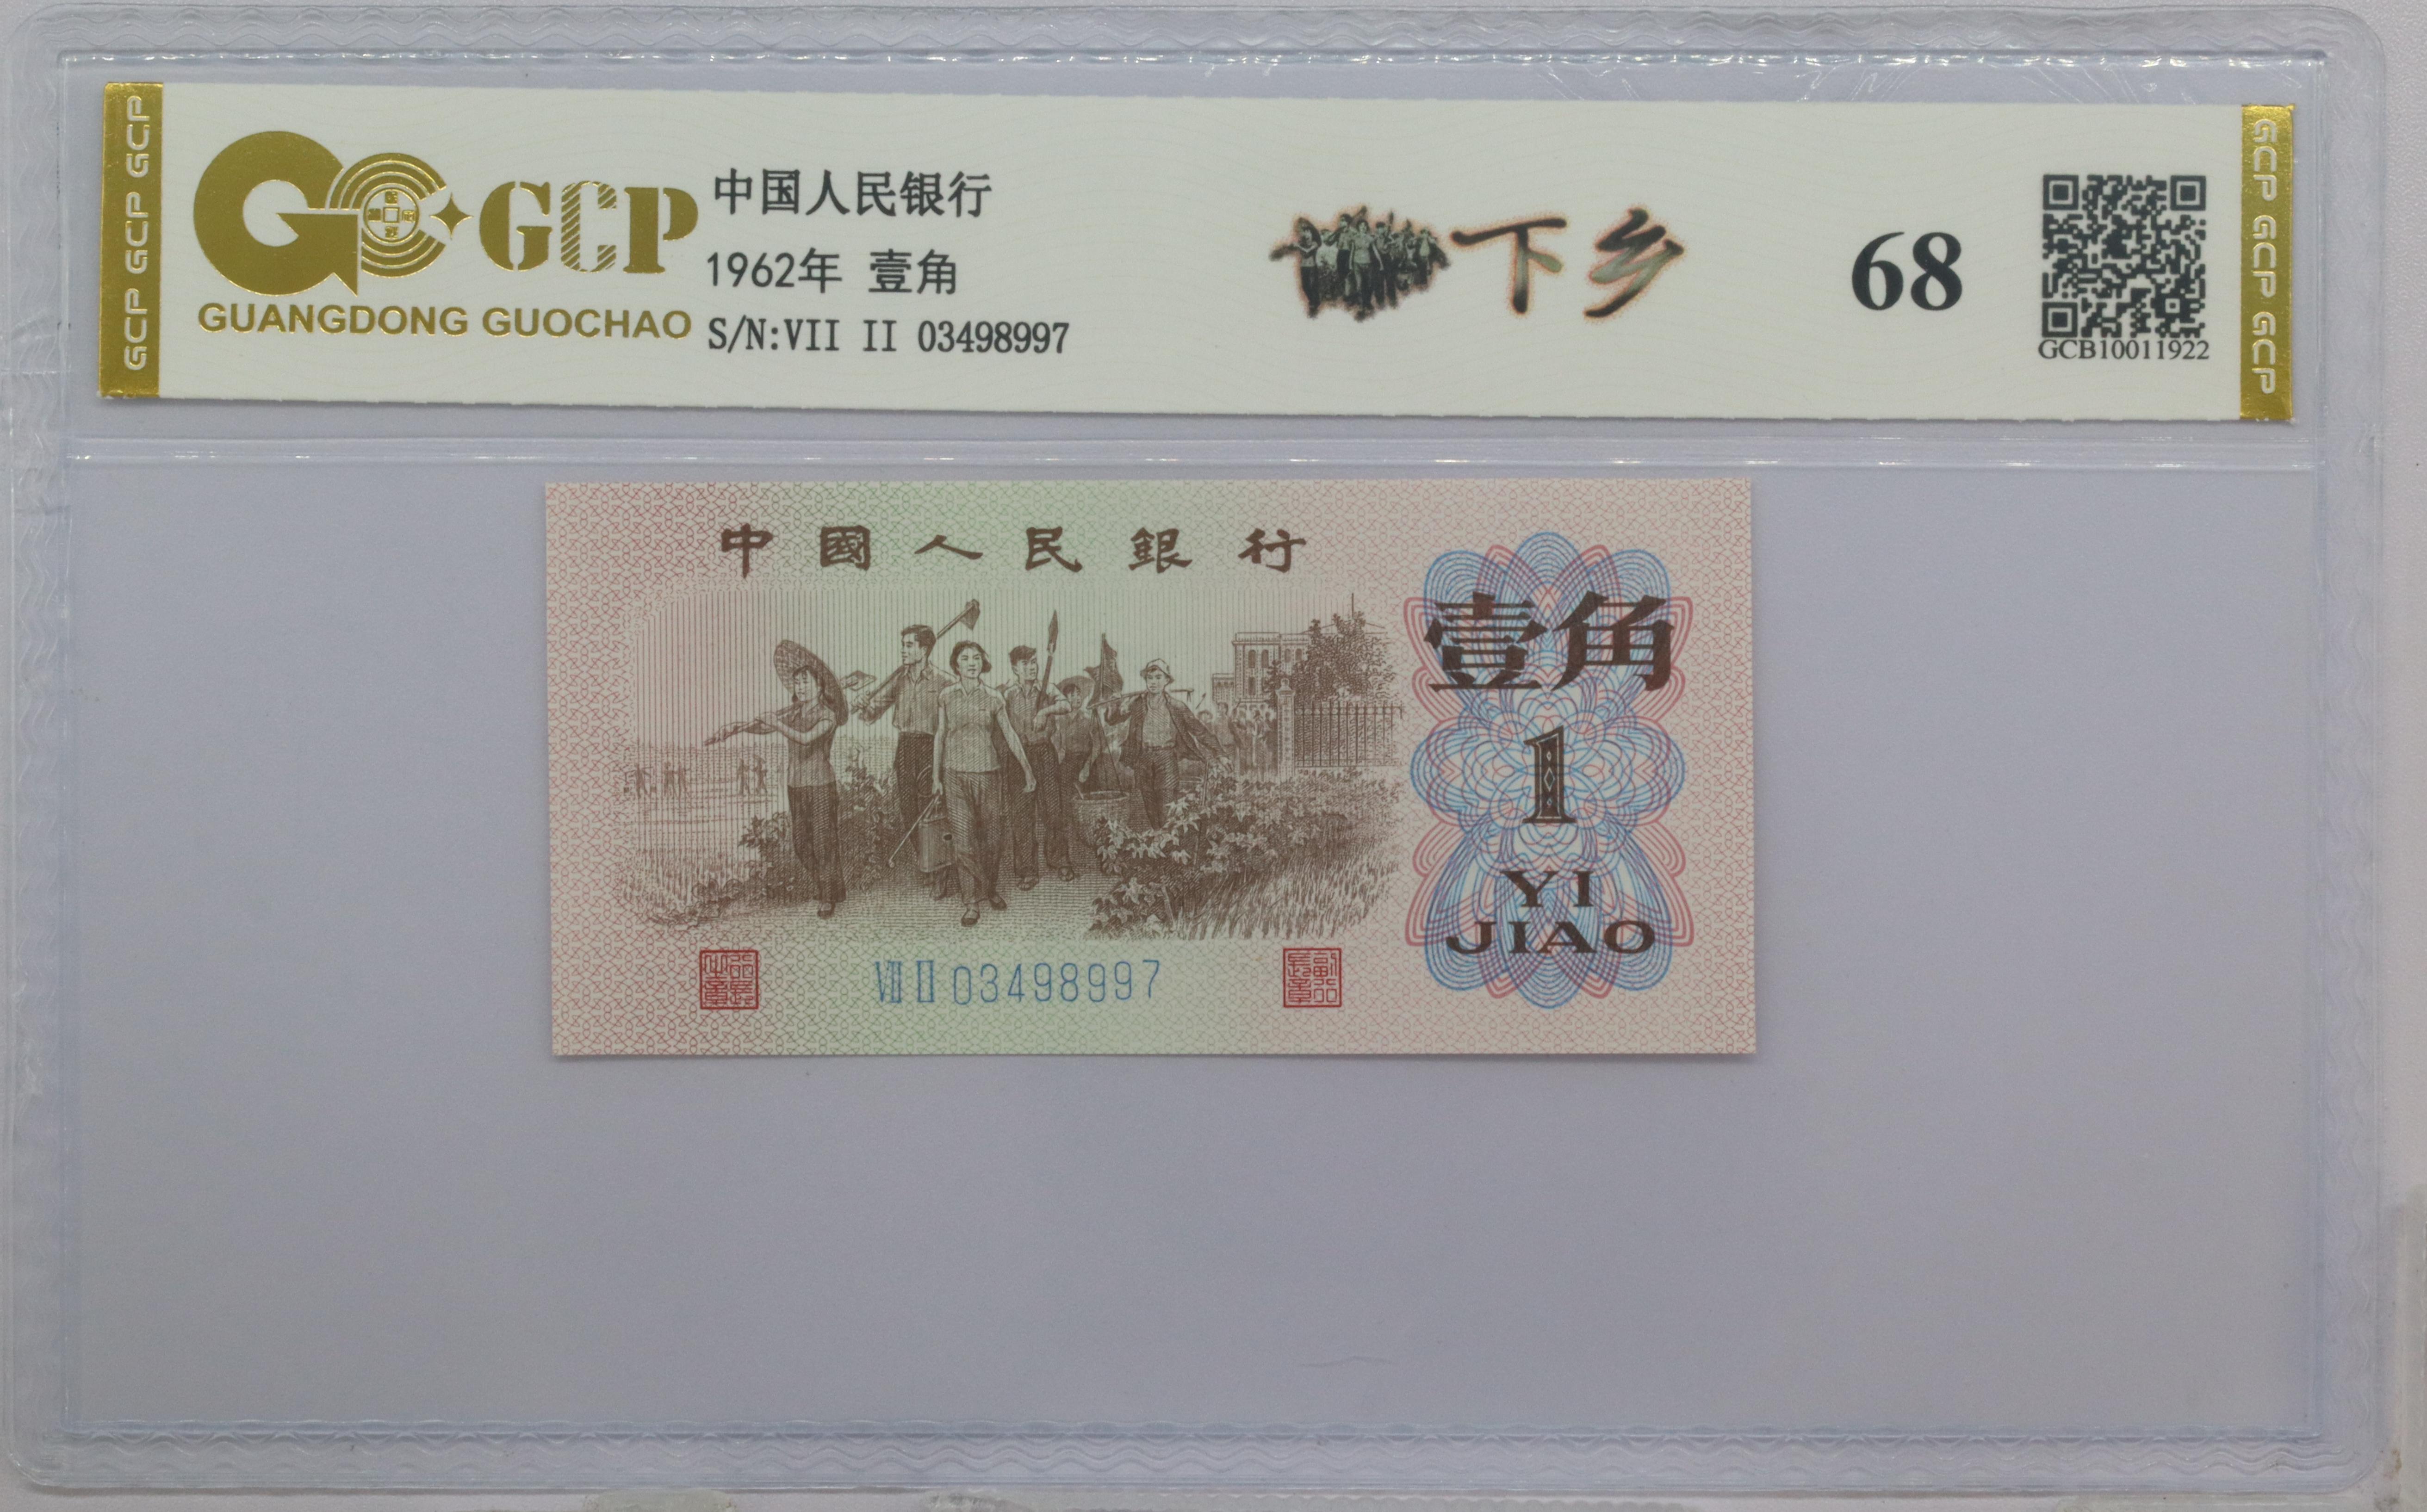 GCP GCP GCP
GCP
GUANGDONG GUOCHAO
中国人民银行
1962年 壹角
S/N:VII II 03498997
下乡
68
GCB10011922
GCP GCP GCP
中國人民銀行
壹角
1
YI
JIAO
II 03498997